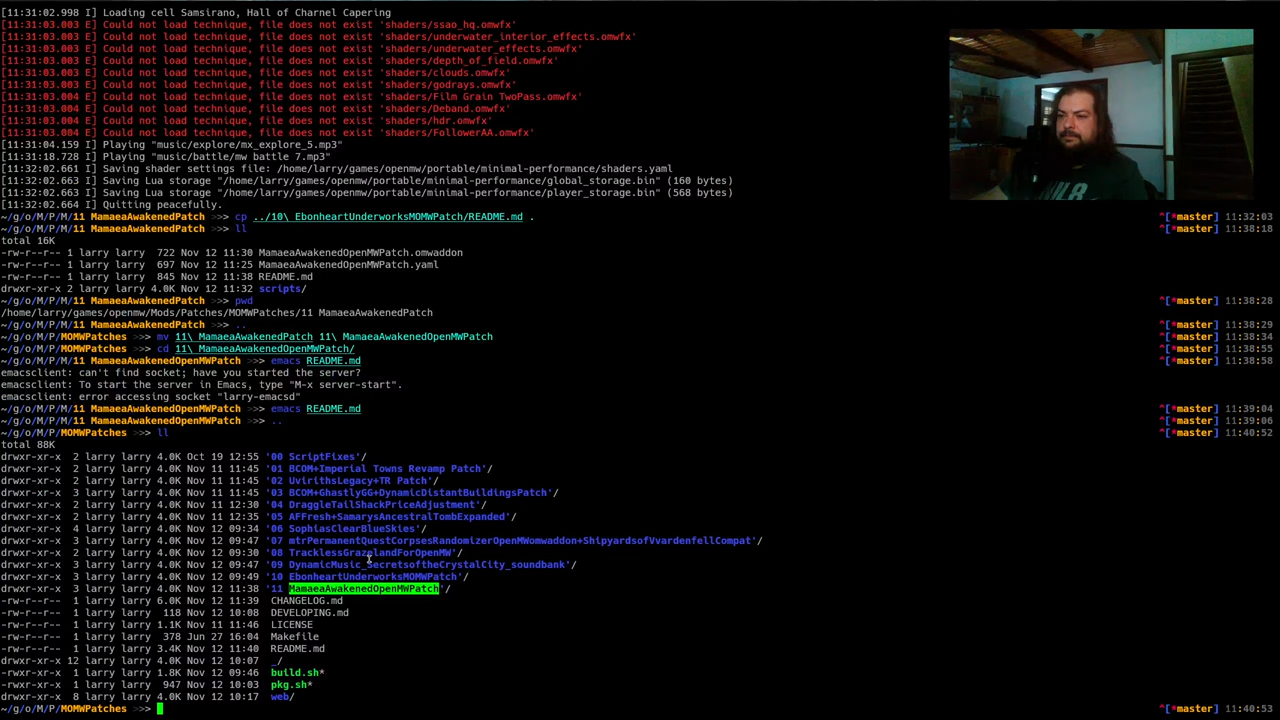 [11:31:02.998 I] Loading cell Samsirano, Hall of Channel Capering
[11:31:03.003 E] Could not load technique, file does not exist 'shaders/ssao_hq.omwfx'
[11:31:03.003 E] Could not load technique, file does not exist 'shaders/underwater_interior_effects.omwfx'
[11:31:03.003 E] Could not load technique, file does not exist 'shaders/underwater_effects.omwfx'
[11:31:03.003 E] Could not load technique, file does not exist 'shaders/depth_of_field.omwfx'
[11:31:03.003 E] Could not load technique, file does not exist 'shaders/clouds.omwfx'
[11:31:03.003 E] Could not load technique, file does not exist 'shaders/godrays.omwfx'
[11:31:03.004 E] Could not load technique, file does not exist 'shaders/Film Grain TwoPass.omwfx'
[11:31:03.004 E] Could not load technique, file does not exist 'shaders/Deband.omwfx'
[11:31:03.004 E] Could not load technique, file does not exist 'shaders/hdr.omwfx'
[11:31:03.004 E] Could not load technique, file does not exist 'shaders/FollowerAA.omwfx'
[11:31:04.159 I] Playing "music/explore/mx_explore_5.mp3"
[11:31:18.728 I] Playing "music/battle/mw battle 7.mp3"
[11:32:02.661 I] Saving shader settings file: /home/larry/games/openmw/portable/minimal-performance/shaders.yaml
[11:32:02.663 I] Saving Lua storage "/home/larry/games/openmw/portable/minimal-performance/global_storage.bin" (160 bytes)
[11:32:02.663 I] Saving Lua storage "/home/larry/games/openmw/portable/minimal-performance/player_storage.bin" (568 bytes)
[11:32:02.664 I] Quitting peacefully.
~/g/o/M/P/M/11 MamaeaAwakenedPatch >>> cp ../10\ EbonheartUnderworksMOMWPatch/README.md . ^[*master] 11:32:03
~/g/o/M/P/M/11 MamaeaAwakenedPatch >>> ll ^[*master] 11:38:18
total 16K
-rw-r--r-- 1 larry larry 722 Nov 12 11:30 MamaeaAwakenedOpenMWPatch.omwaddon
-rw-r--r-- 1 larry larry 697 Nov 12 11:25 MamaeaAwakenedOpenMWPatch.yaml
-rw-r--r-- 1 larry larry 845 Nov 12 11:38 README.md
drwxr-xr-x 2 larry larry 4.0K Nov 12 11:32 scripts/
~/g/o/M/P/M/11 MamaeaAwakenedPatch >>> pwd ^[*master] 11:38:28
/home/larry/games/openmw/Mods/Patches/MOMWPatches/11 MamaeaAwakenedPatch
~/g/o/M/P/M/11 MamaeaAwakenedPatch >>> .. ^[*master] 11:38:29
~/g/o/M/P/MOMWPatches >>> mv 11\ MamaeaAwakenedPatch 11\ MamaeaAwakenedOpenMWPatch ^[*master] 11:38:34
~/g/o/M/P/MOMWPatches >>> cd 11\ MamaeaAwakenedOpenMWPatch/ ^[*master] 11:38:55
~/g/o/M/P/M/11 MamaeaAwakenedOpenMWPatch >>> emacs README.md ^[*master] 11:38:58
emacsclient: can't find socket; have you started the server?
emacsclient: To start the server in Emacs, type "M-x server-start".
emacsclient: error accessing socket "larry-emacsd"
~/g/o/M/P/M/11 MamaeaAwakenedOpenMWPatch >>> emacs README.md ^[*master] 11:39:04
~/g/o/M/P/M/11 MamaeaAwakenedOpenMWPatch >>> .. ^[*master] 11:39:06
~/g/o/M/P/MOMWPatches >>> ll ^[*master] 11:40:52
total 88K
drwxr-xr-x 2 larry larry 4.0K Oct 19 12:55 '00 ScriptFixes'/
drwxr-xr-x 2 larry larry 4.0K Nov 11 11:45 '01 BCOM+Imperial Towns Revamp Patch'/
drwxr-xr-x 2 larry larry 4.0K Nov 11 11:45 '02 UvirithsLegacy+TR Patch'/
drwxr-xr-x 3 larry larry 4.0K Nov 11 11:45 '03 BCOM+GhastlyGG+DynamicDistantBuildingsPatch'/
drwxr-xr-x 2 larry larry 4.0K Nov 11 12:30 '04 DraggleTailShackPriceAdjustment'/
drwxr-xr-x 2 larry larry 4.0K Nov 11 12:35 '05 AFFresh+SamarysAncestralTombExpanded'/
drwxr-xr-x 4 larry larry 4.0K Nov 12 09:34 '06 SophiasClearBlueSkies'/
drwxr-xr-x 3 larry larry 4.0K Nov 12 09:47 '07 mtrPermanentQuestCorpsesRandomizerOpenMWomwaddon+ShipyardsofVvardenfellCompat'/
drwxr-xr-x 2 larry larry 4.0K Nov 12 09:30 '08 TracklessGrazelandForOpenMW'/
drwxr-xr-x 3 larry larry 4.0K Nov 12 09:47 '09 DynamicMusic_SecretsoftheCrystalCity_soundbank'/
drwxr-xr-x 2 larry larry 4.0K Nov 12 09:49 '10 EbonheartUnderworksMOMWPatch'/
drwxr-xr-x 3 larry larry 4.0K Nov 12 11:38 '11 MamaeaAwakenedOpenMWPatch'/
-rw-r--r-- 1 larry larry 6.0K Nov 12 11:39 CHANGELOG.md
-rw-r--r-- 1 larry larry 118 Nov 12 10:08 DEVELOPING.md
-rw-r--r-- 1 larry larry 1.1K Nov 11 11:46 LICENSE
-rw-r--r-- 1 larry larry 378 Jun 27 16:04 Makefile
-rw-r--r-- 1 larry larry 3.4K Nov 12 11:40 README.md
drwxr-xr-x 12 larry larry 4.0K Nov 12 10:07 _/
-rwxr-xr-x 1 larry larry 1.8K Nov 12 09:46 build.sh*
-rwxr-xr-x 1 larry larry 947 Nov 12 10:03 pkg.sh*
drwxr-xr-x 8 larry larry 4.0K Nov 12 10:17 web/
~/g/o/M/P/MOMWPatches >>> ^[*master] 11:40:53